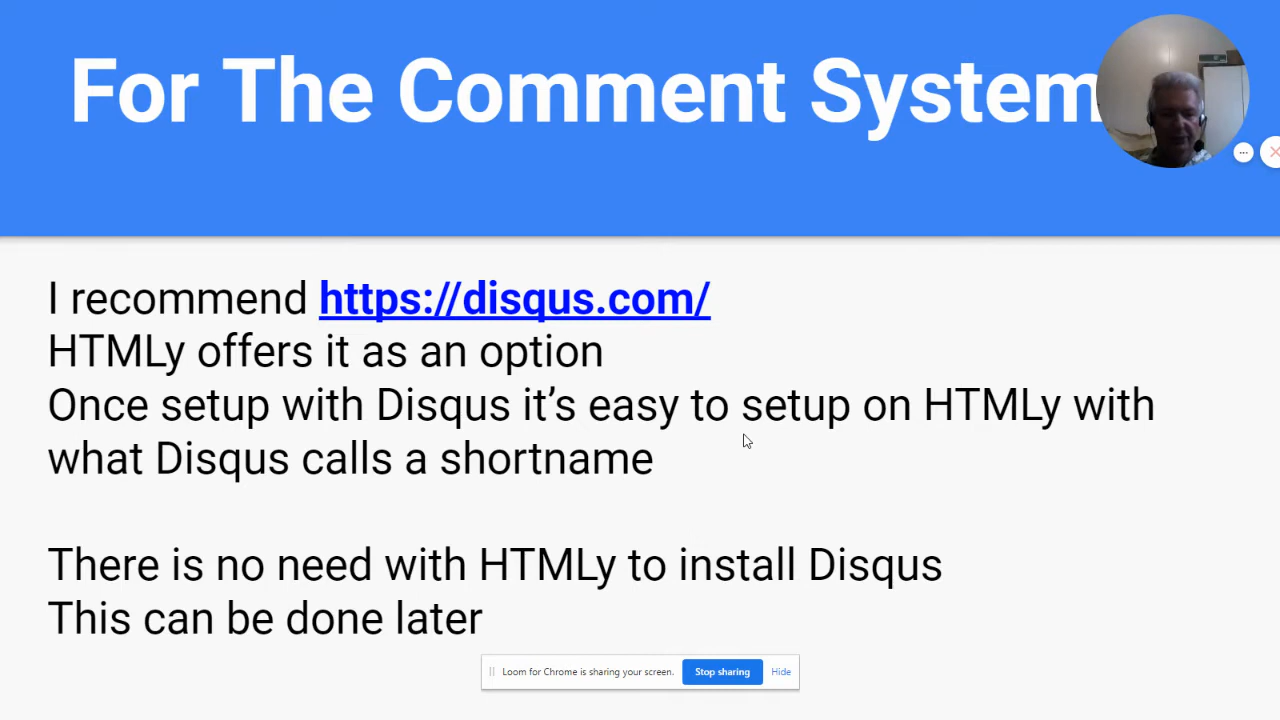 For The Comment System
I recommend https://disqus.com/
HTMLy offers it as an option
Once setup with Disqus it's easy to setup on HTMLy with
what Disqus calls a shortname
There is no need with HTMLy to install Disqus
This can be done later
Loom for Chrome is sharing your screen. Stop sharing Hide